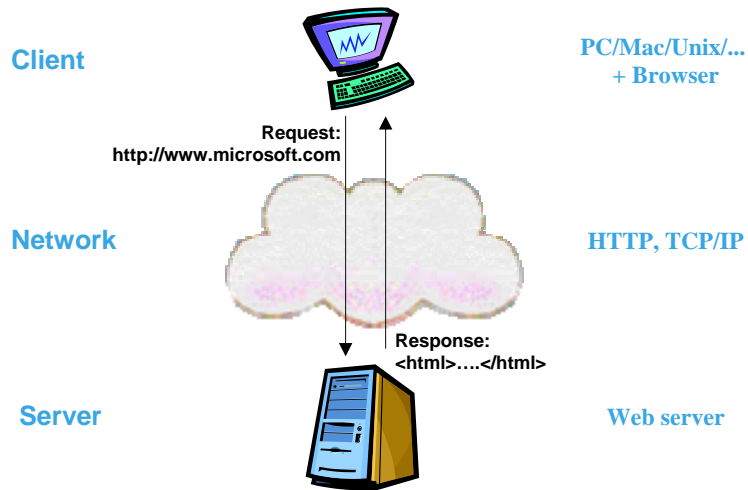 Client
PC/Mac/Unix/...
+ Browser
Request:
http://www.microsoft.com
Network
HTTP, TCP/IP
Response:
<html>….</html>
Server
Web server